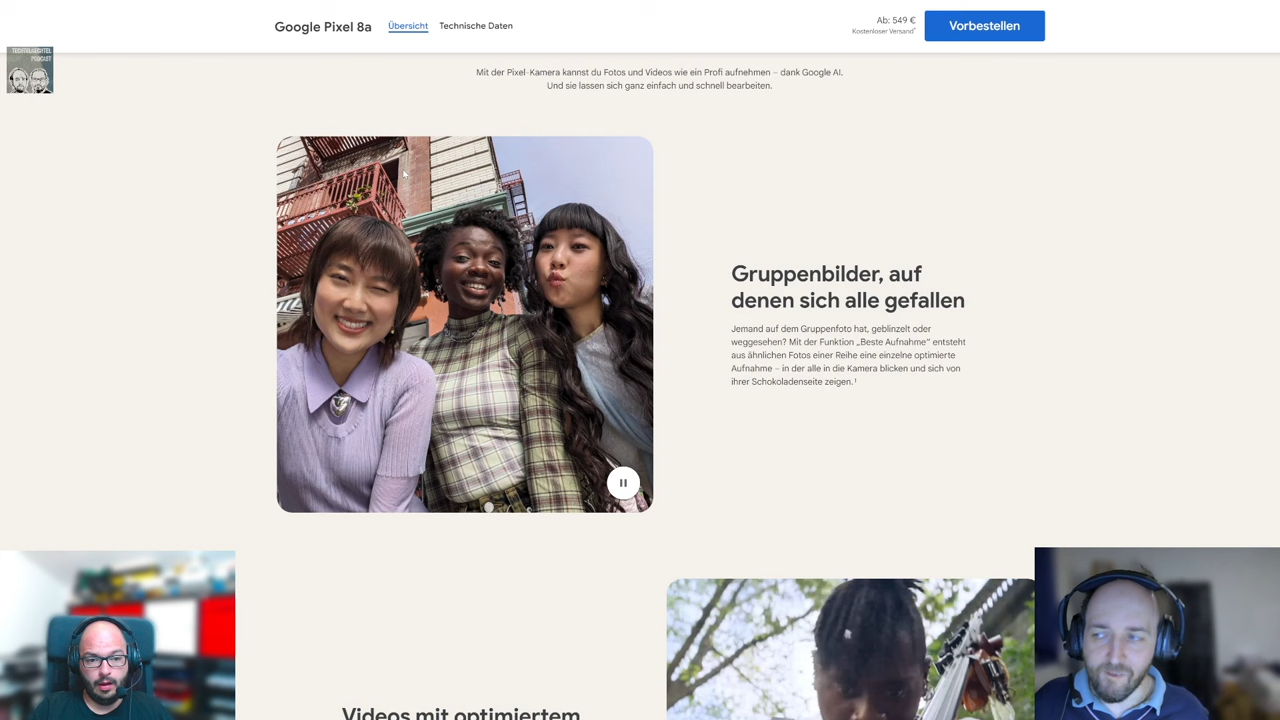 Google Pixel 8a
Übersicht
Technische Daten
Ab: 549 €
Kostenloser Versand*
Vorbestellen
TECHTELMECHTEL
PODCAST
Mit der Pixel-Kamera kannst du Fotos und Videos wie ein Profi aufnehmen – dank Google AI.
Und sie lassen sich ganz einfach und schnell bearbeiten.
Gruppenbilder, auf
denen sich alle gefallen
Jemand auf dem Gruppenfoto hat, geblinzelt oder
weggesehen? Mit der Funktion „Beste Aufnahme“ entsteht
aus ähnlichen Fotos einer Reihe eine einzelne optimierte
Aufnahme – in der alle in die Kamera blicken und sich von
ihrer Schokoladenseite zeigen.¹
Videos mit optimiertem